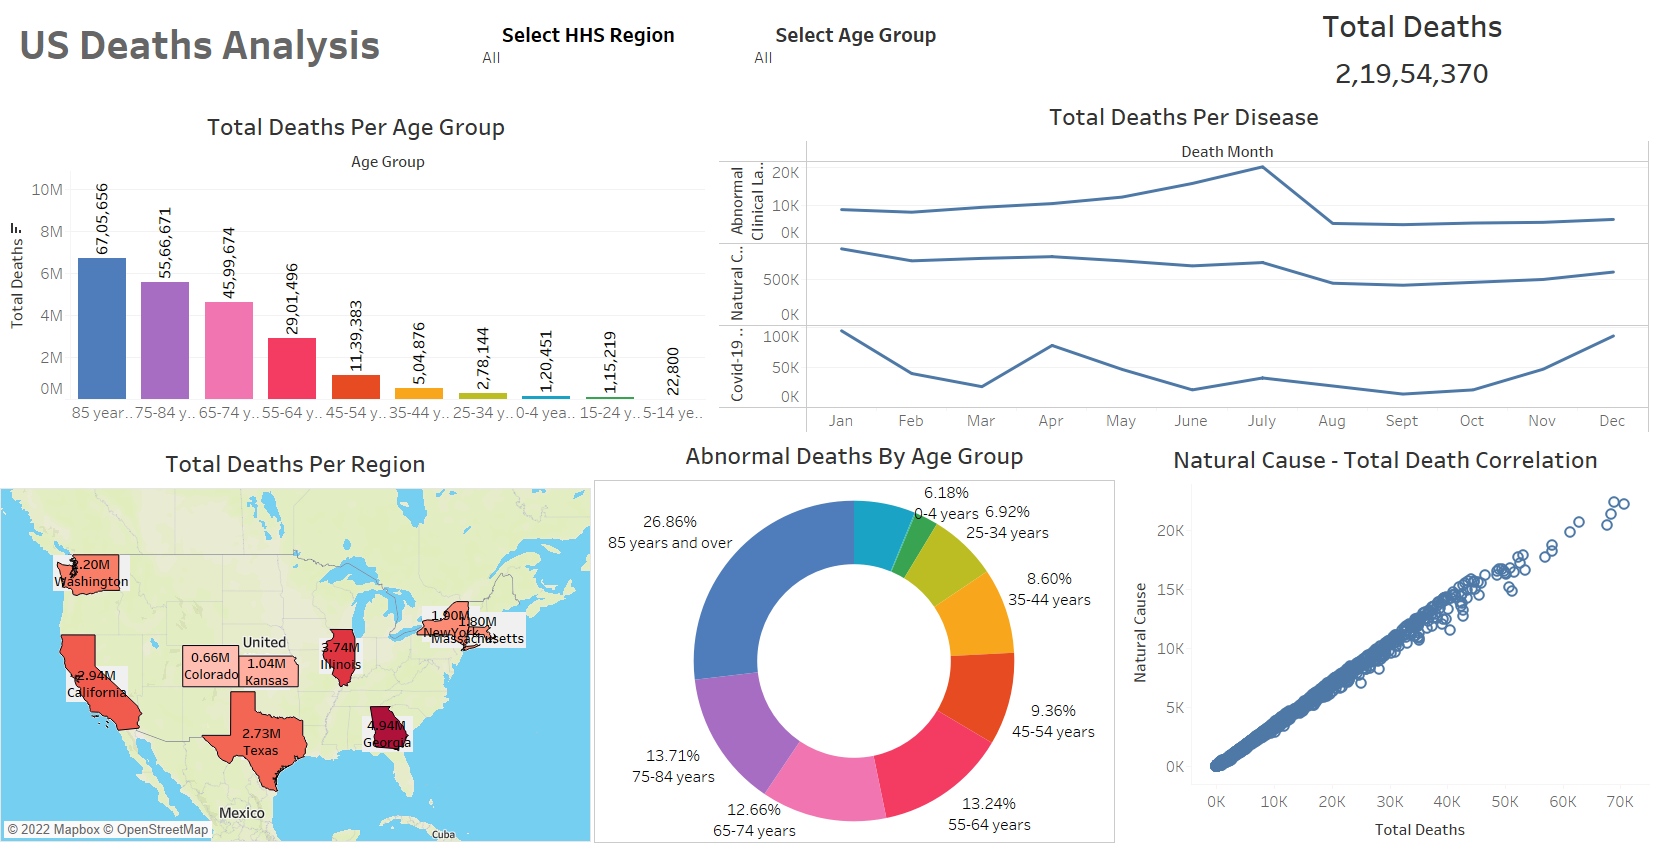 US Deaths Analysis
Select HHS Region
All
Select Age Group
All
Total Deaths
2,19,54,370
Total Deaths Per Age Group
Age Group
Total Deaths
10M
8M
6M
4M
2M
0M
67,05,656
55,66,671
45,99,674
29,01,496
11,39,383
5,04,876
2,78,144
1,20,451
1,15,219
22,800
85 year..
75-84 y..
65-74 y..
55-64 y..
45-54 y..
35-44 y..
25-34 y..
0-4 yea..
15-24 y..
5-14 ye..
Total Deaths Per Disease
Death Month
Abnormal
Clinical La..
20K
10K
0K
Natural C..
500K
0K
Covid-19 ..
100K
50K
0K
Jan
Feb
Mar
Apr
May
June
July
Aug
Sept
Oct
Nov
Dec
Total Deaths Per Region
2.20M
Washington
2.94M
California
0.66M
Colorado
United
1.04M
Kansas
2.73M
Texas
3.74M
Illinois
4.94M
Georgia
1.90M
NewYork
1.80M
Massachusetts
Mexico
Cuba
© 2022 Mapbox © OpenStreetMap
Abnormal Deaths By Age Group
6.18%
0-4 years
6.92%
25-34 years
8.60%
35-44 years
9.36%
45-54 years
13.24%
55-64 years
12.66%
65-74 years
13.71%
75-84 years
26.86%
85 years and over
Natural Cause - Total Death Correlation
Natural Cause
20K
15K
10K
5K
0K
0K
10K
20K
30K
40K
50K
60K
70K
Total Deaths